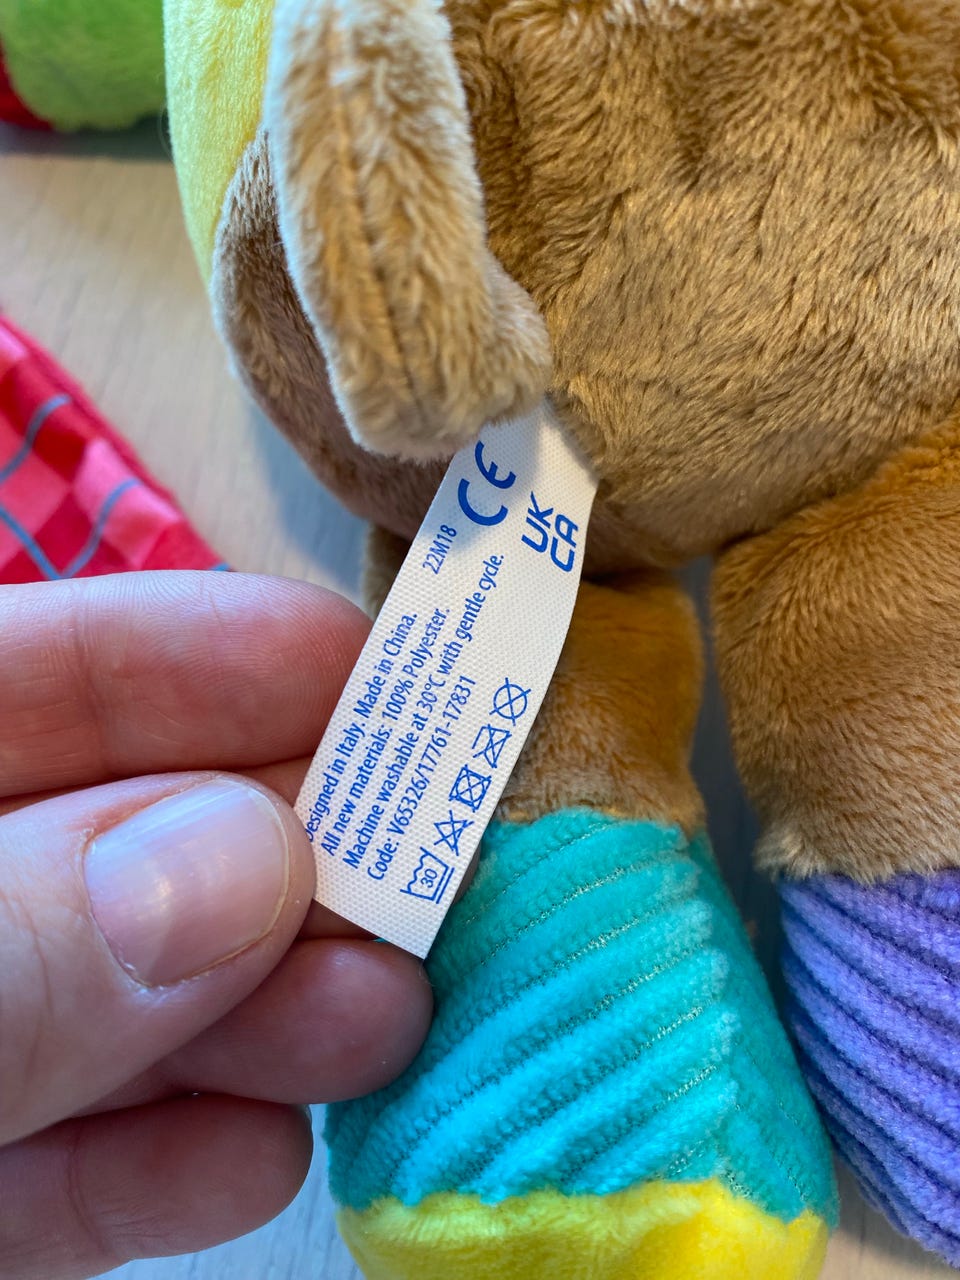 CE
UK
CA
22M18
Designed in Italy. Made in China.
All new materials: 100% Polyester.
Machine washable at 30°C with gentle cycle.
Code: V65326/17761-17831
30